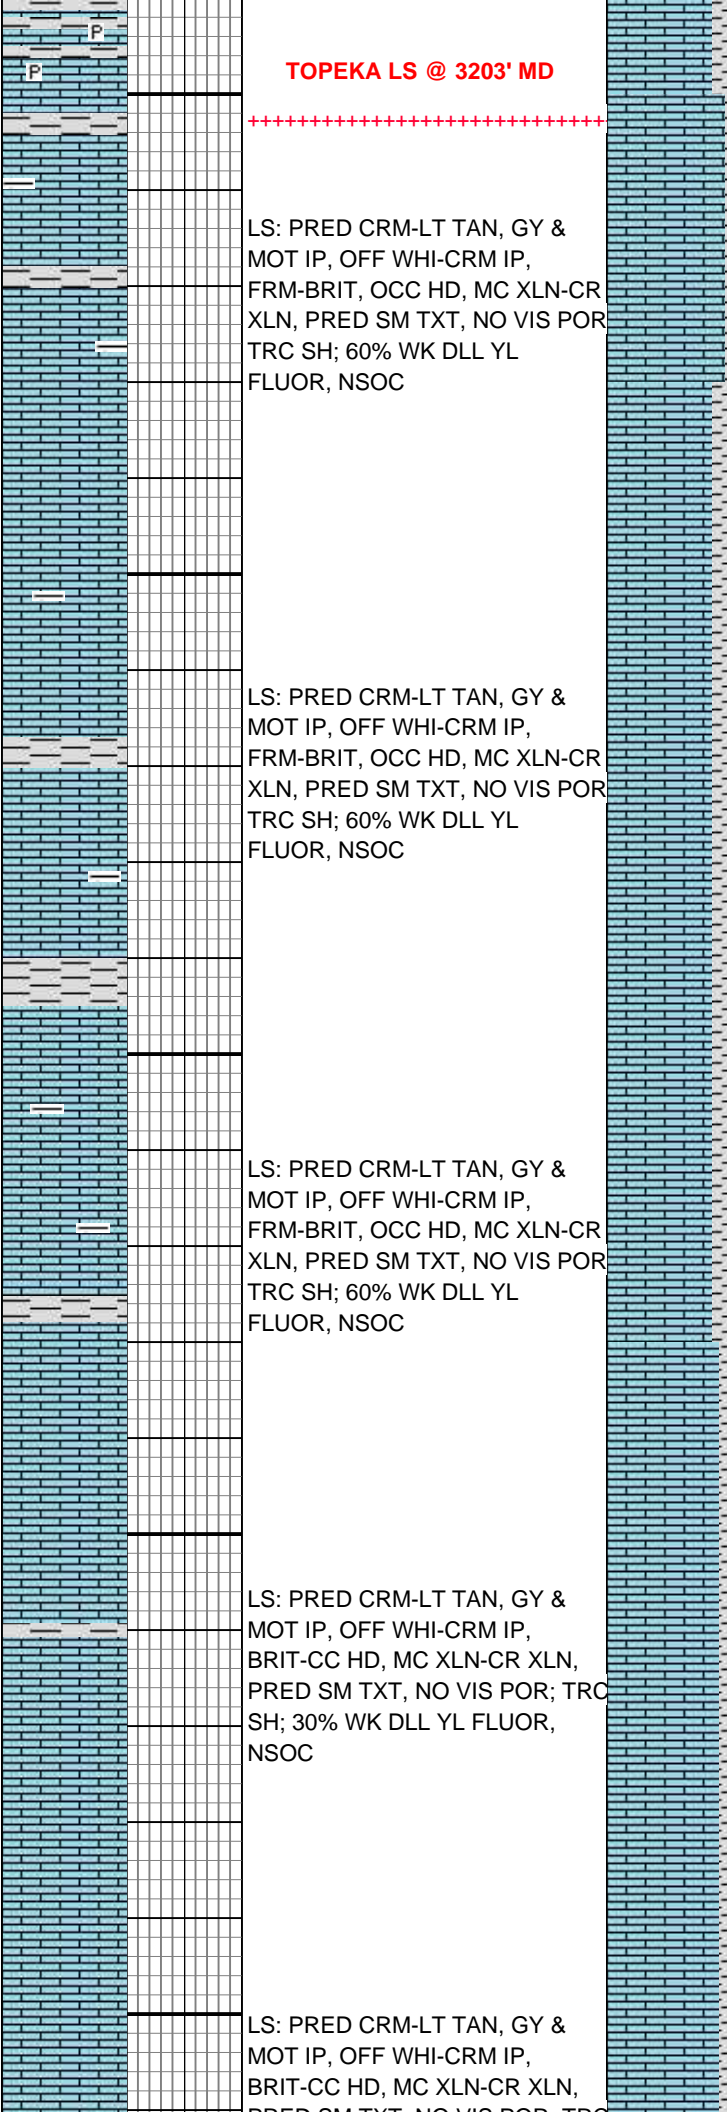 P
P
TOPEKA LS @ 3203' MD
+++++++++++++++++++++++++++++
LS: PRED CRM-LT TAN, GY &
MOT IP, OFF WHI-CRM IP,
FRM-BRIT, OCC HD, MC XLN-CR
XLN, PRED SM TXT, NO VIS POR
TRC SH; 60% WK DLL YL
FLUOR, NSOC
LS: PRED CRM-LT TAN, GY &
MOT IP, OFF WHI-CRM IP,
FRM-BRIT, OCC HD, MC XLN-CR
XLN, PRED SM TXT, NO VIS POR
TRC SH; 60% WK DLL YL
FLUOR, NSOC
LS: PRED CRM-LT TAN, GY &
MOT IP, OFF WHI-CRM IP,
FRM-BRIT, OCC HD, MC XLN-CR
XLN, PRED SM TXT, NO VIS POR
TRC SH; 60% WK DLL YL
FLUOR, NSOC
LS: PRED CRM-LT TAN, GY &
MOT IP, OFF WHI-CRM IP,
BRIT-CC HD, MC XLN-CR XLN,
PRED SM TXT, NO VIS POR; TRC
SH; 30% WK DLL YL FLUOR,
NSOC
LS: PRED CRM-LT TAN, GY &
MOT IP, OFF WHI-CRM IP,
BRIT-CC HD, MC XLN-CR XLN,
PRED SM TXT, NO VIS POR; TRC